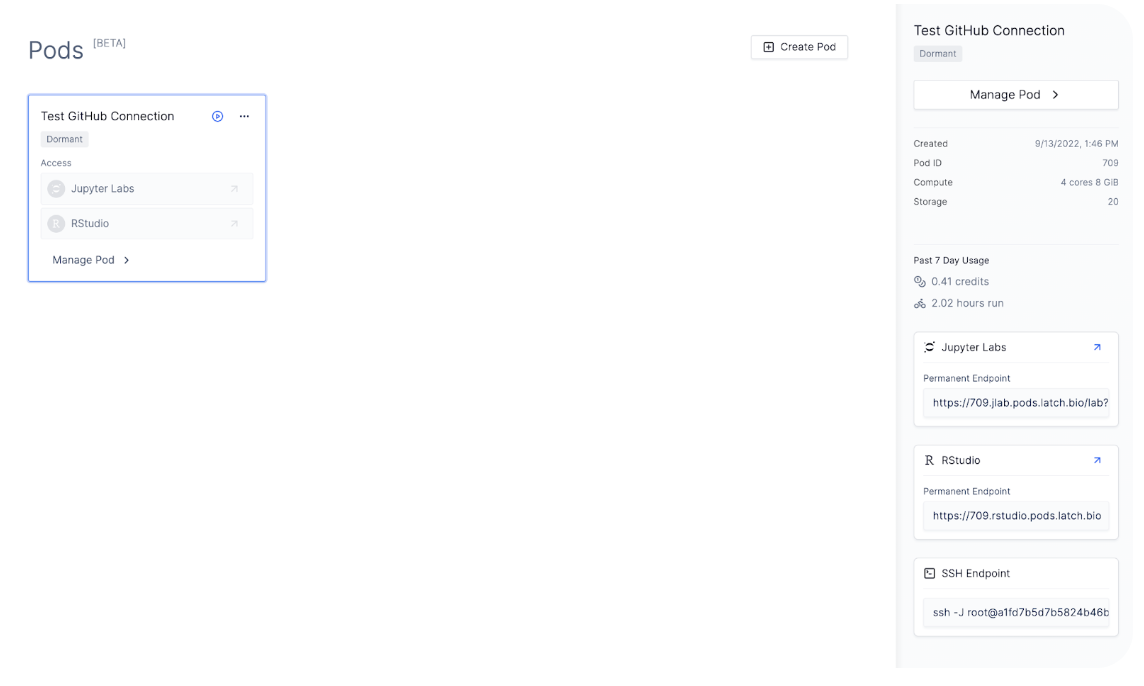 Pods [BETA]
Create Pod
Test GitHub Connection
Dormant
Access
Jupyter Labs
RStudio
Manage Pod
Test GitHub Connection
Dormant
Manage Pod
Created 9/13/2022, 1:46 PM
Pod ID 709
Compute 4 cores 8 GiB
Storage 20
Past 7 Day Usage
0.41 credits
2.02 hours run
Jupyter Labs
Permanent Endpoint
https://709.jlab.pods.latch.bio/lab?
RStudio
Permanent Endpoint
https://709.rstudio.pods.latch.bio
SSH Endpoint
ssh -J root@a1fd7b5d7b5824b46b